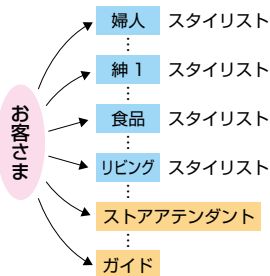 お客さま
婦人 スタイリスト
⋮
紳1 スタイリスト
⋮
食品 スタイリスト
⋮
リビング スタイリスト
⋮
ストアアテンダント
⋮
ガイド